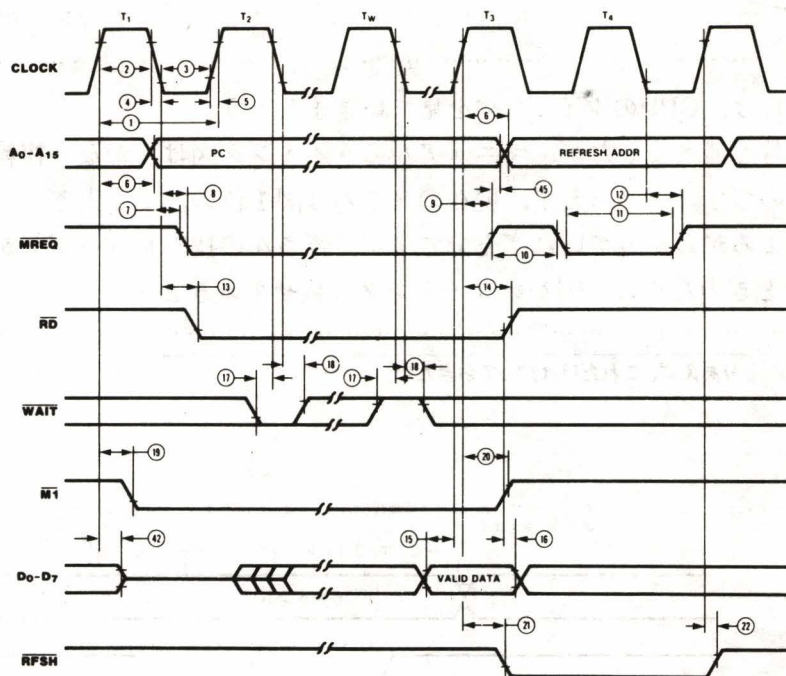 T1 T2 TW T3 T4
CLOCK
2 3
4 5
1 6
A0-A15 PC REFRESH ADDR
6 8 9 45 12
7 11
MREQ
10
13 14
RD
17 18 17 18
WAIT
19 20
M1
42 15 16
D0-D7 VALID DATA
21 22
RFSH